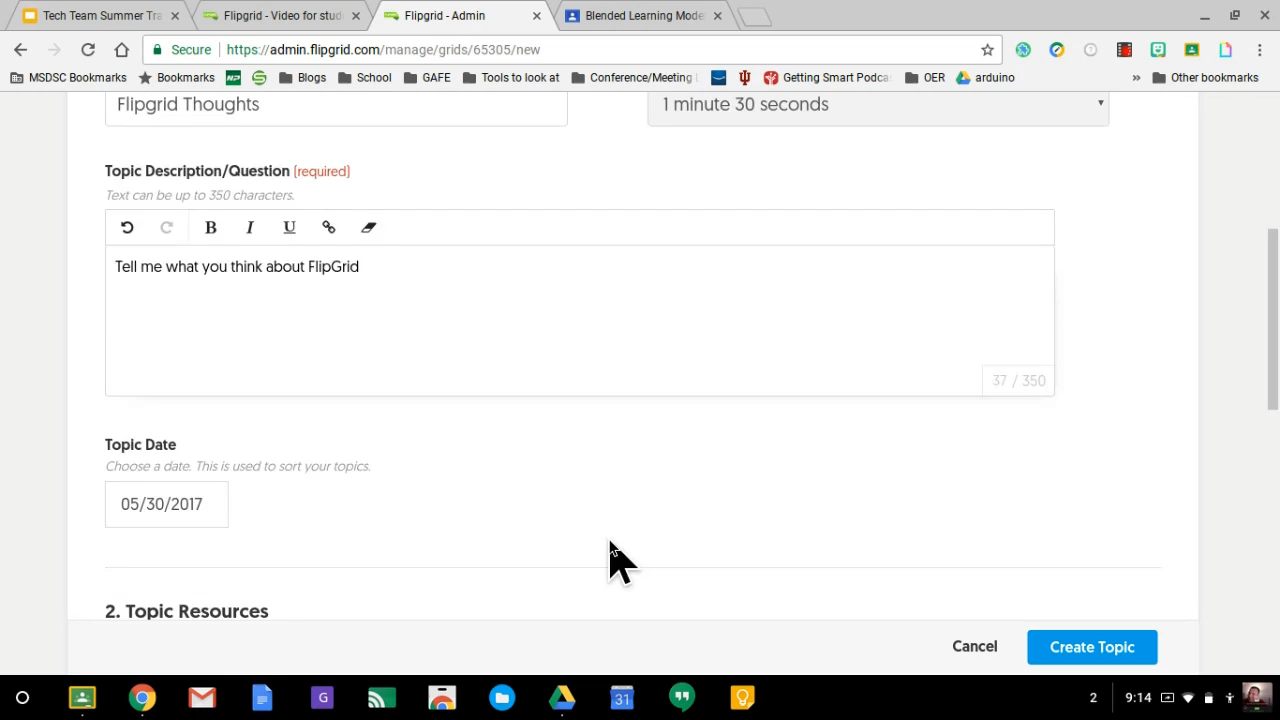 Tech Team Summer Tra
Flipgrid - Video for stud
Flipgrid - Admin
Blended Learning Mode
Secure
https://admin.flipgrid.com/manage/grids/65305/new
MSDSC Bookmarks
Bookmarks
Blogs
School
GAFE
Tools to look at
Conference/Meeting
Getting Smart Podca
OER
arduino
»
Other bookmarks
Flipgrid Thoughts
1 minute 30 seconds
Topic Description/Question (required)
Text can be up to 350 characters.
B I U
Tell me what you think about FlipGrid
37 / 350
Topic Date
Choose a date. This is used to sort your topics.
05/30/2017
2. Topic Resources
Cancel
Create Topic
G
31
2
9:14